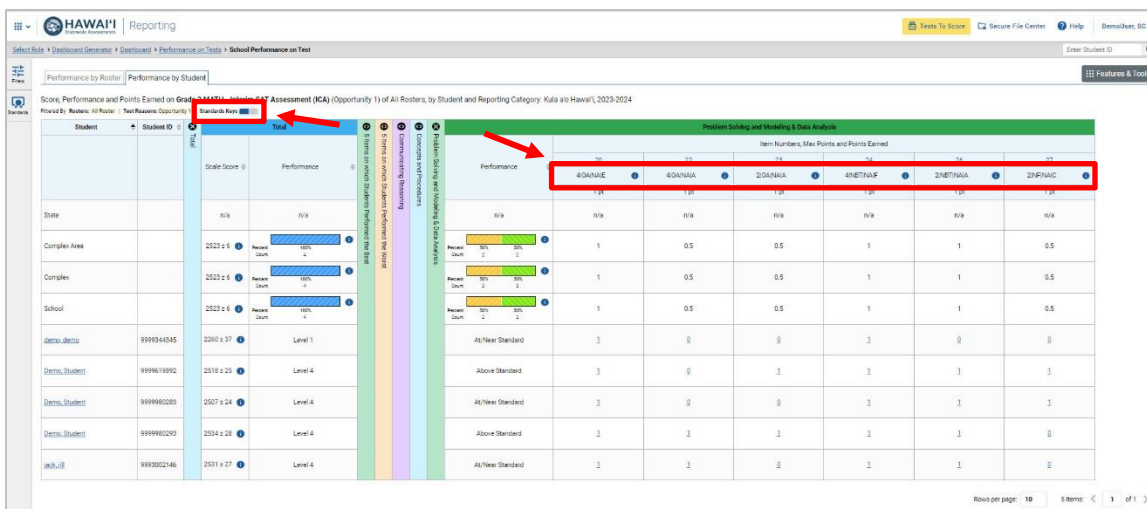 HAWAI'I Reporting
Statewide Assessments
Tests To Score Secure File Center Help DemoUser, SC
Select Role > Dashboard Generator > Dashboard > Performance on Tests > School Performance on Test
Enter Student ID
Filters
Performance by Roster Performance by Student
Features & Tool
Standards
Score, Performance and Points Earned on Grade Assessment (ICA) (Opportunity 1) of All Rosters, by Student and Reporting Category: Kula a'o Hawai'i, 2023-2024
Filtered By Rosters: All Roster | Test Reasons: Opportunity 1 Standards Keys
Student Student ID Total Problem Solving and Modeling & Data Analysis
Total
5 Items on which Students Performed the Best
5 Items on which Students Performed the Worst
Communicating Reasoning
Concepts and Procedures
Problem Solving and Modeling & Data Analysis
Item Numbers, Max Points and Points Earned
Scale Score Performance Performance
4|OA|NA|E 4|OA|NA|A 2|OA|NA|A 4|NBT|NA|F 2|NBT|NA|A 2|NF|NA|C
1 pt 1 pt 1 pt 1 pt 1 pt 1 pt
State n/a n/a n/a n/a n/a n/a n/a n/a n/a
Complex Area 2523 ± 6 Percent 100% Percent 50% 50% 1 0.5 0.5 1 1 0.5
Count 4 Count 2 2
Complex 2523 ± 6 Percent 100% Percent 50% 50% 1 0.5 0.5 1 1 0.5
Count 4 Count 2 2
School 2523 ± 6 Percent 100% Percent 50% 50% 1 0.5 0.5 1 1 0.5
Count 4 Count 2 2
demo, demo 9999344345 2260 ± 37 Level 1 At/Near Standard 1 0 0 1 0 0
Demo, Student 9999619892 2518 ± 25 Level 4 Above Standard 1 0 1 1 1 1
Demo, Student 9999980283 2507 ± 24 Level 4 At/Near Standard 1 0 0 1 1 1
Demo, Student 9999980293 2534 ± 28 Level 4 Above Standard 1 1 1 1 1 0
jack, jill 9993002146 2531 ± 27 Level 4 At/Near Standard 1 1 0 1 1 0
Rows per page: 10 5 items: < 1 of 1 >